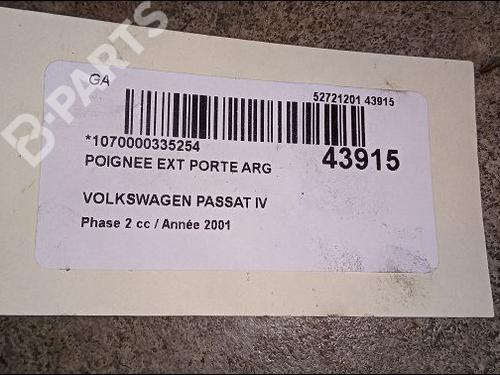 B-PARTS
GA
52721201 43915
*1070000335254
43915
POIGNEE EXT PORTE ARG
VOLKSWAGEN PASSAT IV
Phase 2 cc / Année 2001